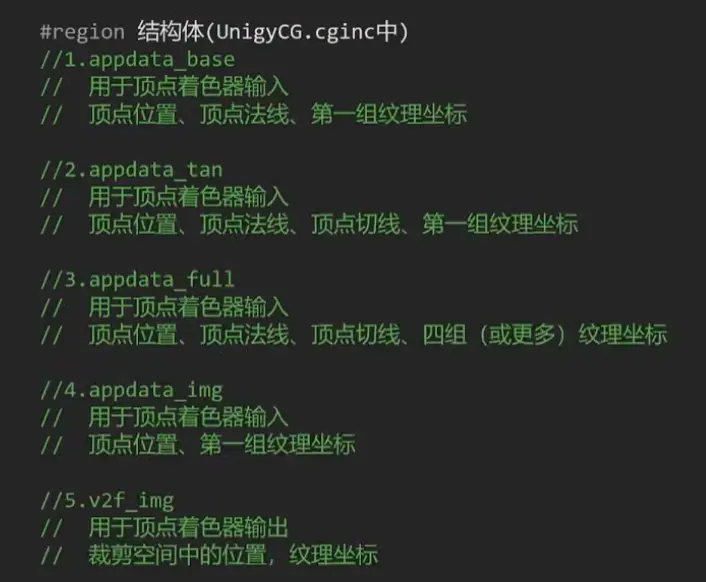 #region 结构体(UnigyCG.cginc中)
//1.appdata_base
// 用于顶点着色器输入
// 顶点位置、顶点法线、第一组纹理坐标
//2.appdata_tan
// 用于顶点着色器输入
// 顶点位置、顶点法线、顶点切线、第一组纹理坐标
//3.appdata_full
// 用于顶点着色器输入
// 顶点位置、顶点法线、顶点切线、四组（或更多）纹理坐标
//4.appdata_img
// 用于顶点着色器输入
// 顶点位置、第一组纹理坐标
//5.v2f_img
// 用于顶点着色器输出
// 裁剪空间中的位置，纹理坐标